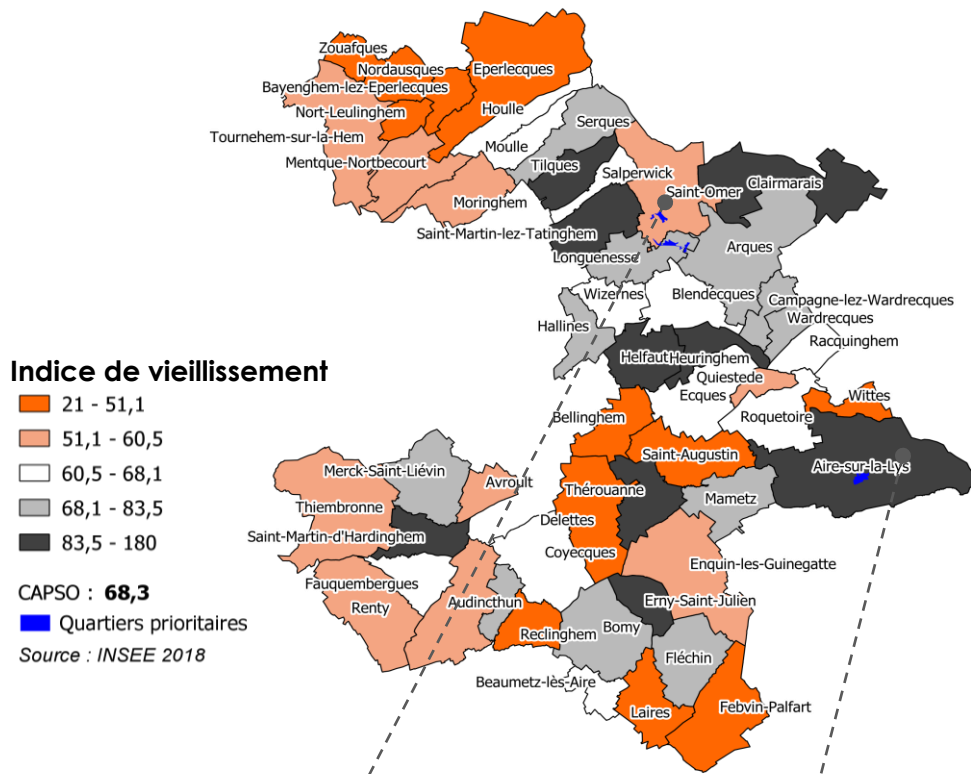 Zouafques
Nordausques
Eperlecques
Bayenghem-lez-Eperlecques
Nort-Leulinghem
Houlle
Serques
Tournehem-sur-la-Hem
Moulle
Mentque-Nortbecourt
Tilques
Salperwick
Clairmarais
Saint-Omer
Moringhem
Saint-Martin-lez-Tatinghem
Arques
Longuenesse
Wizernes
Blendecques
Campagne-lez-Wardrecques
Wardrecques
Hallines
Racquinghem
Helfaut
Heuringhem
Quiestede
Ecques
Wittes
Bellinghem
Roquetoire
Saint-Augustin
Aire-sur-la-Lys
Thérouanne
Mametz
Merck-Saint-Liévin
Avroult
Thiembronne
Delettes
Saint-Martin-d'Hardinghem
Coyecques
Enquin-les-Guinegatte
Fauquembergues
Renty
Audincthun
Erny-Saint-Julien
Reclinghem
Bomy
Fléchin
Beaumetz-lès-Aire
Laires
Febvin-Palfart
Indice de vieillissement
21 - 51,1
51,1 - 60,5
60,5 - 68,1
68,1 - 83,5
83,5 - 180
CAPSO : 68,3
Quartiers prioritaires
Source : INSEE 2018